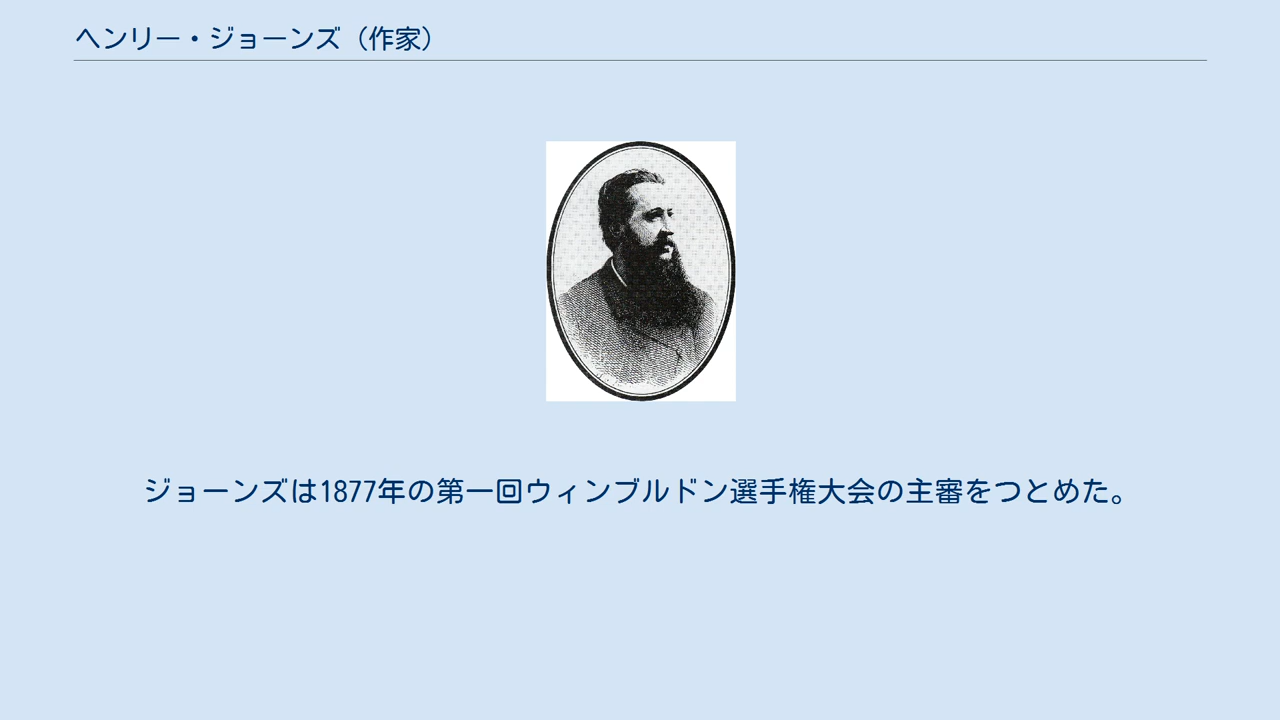 ヘンリー・ジョーンズ（作家）
ジョーンズは1877年の第一回ウィンブルドン選手権大会の主審をつとめた。